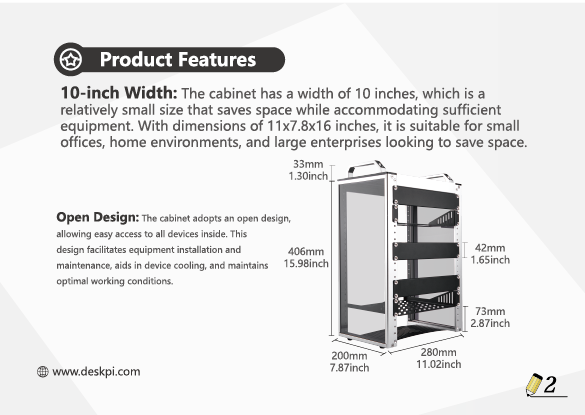 Product Features
10-inch Width: The cabinet has a width of 10 inches, which is a
relatively small size that saves space while accommodating sufficient
equipment. With dimensions of 11x7.8x16 inches, it is suitable for small
offices, home environments, and large enterprises looking to save space.
33mm
1.30inch
Open Design: The cabinet adopts an open design,
allowing easy access to all devices inside. This
design facilitates equipment installation and
maintenance, aids in device cooling, and maintains
optimal working conditions.
406mm
15.98inch
42mm
1.65inch
73mm
2.87inch
200mm
7.87inch
280mm
11.02inch
www.deskpi.com
2